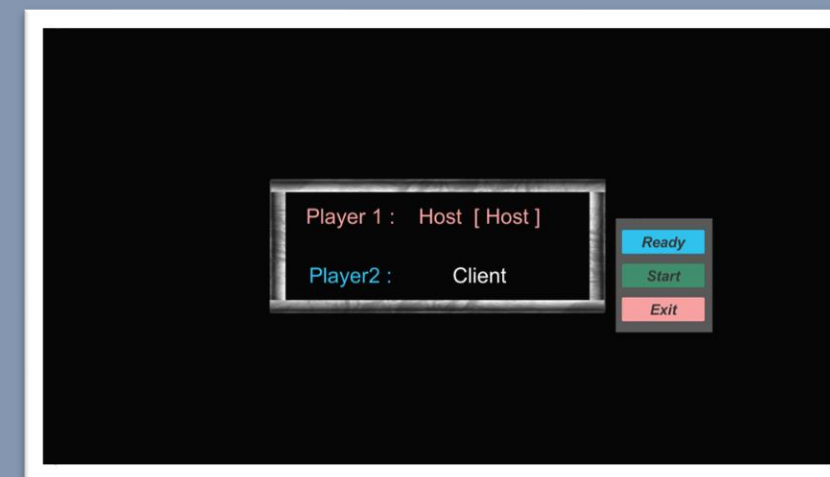 Player 1 : Host [ Host ]
Player2 : Client
Ready
Start
Exit